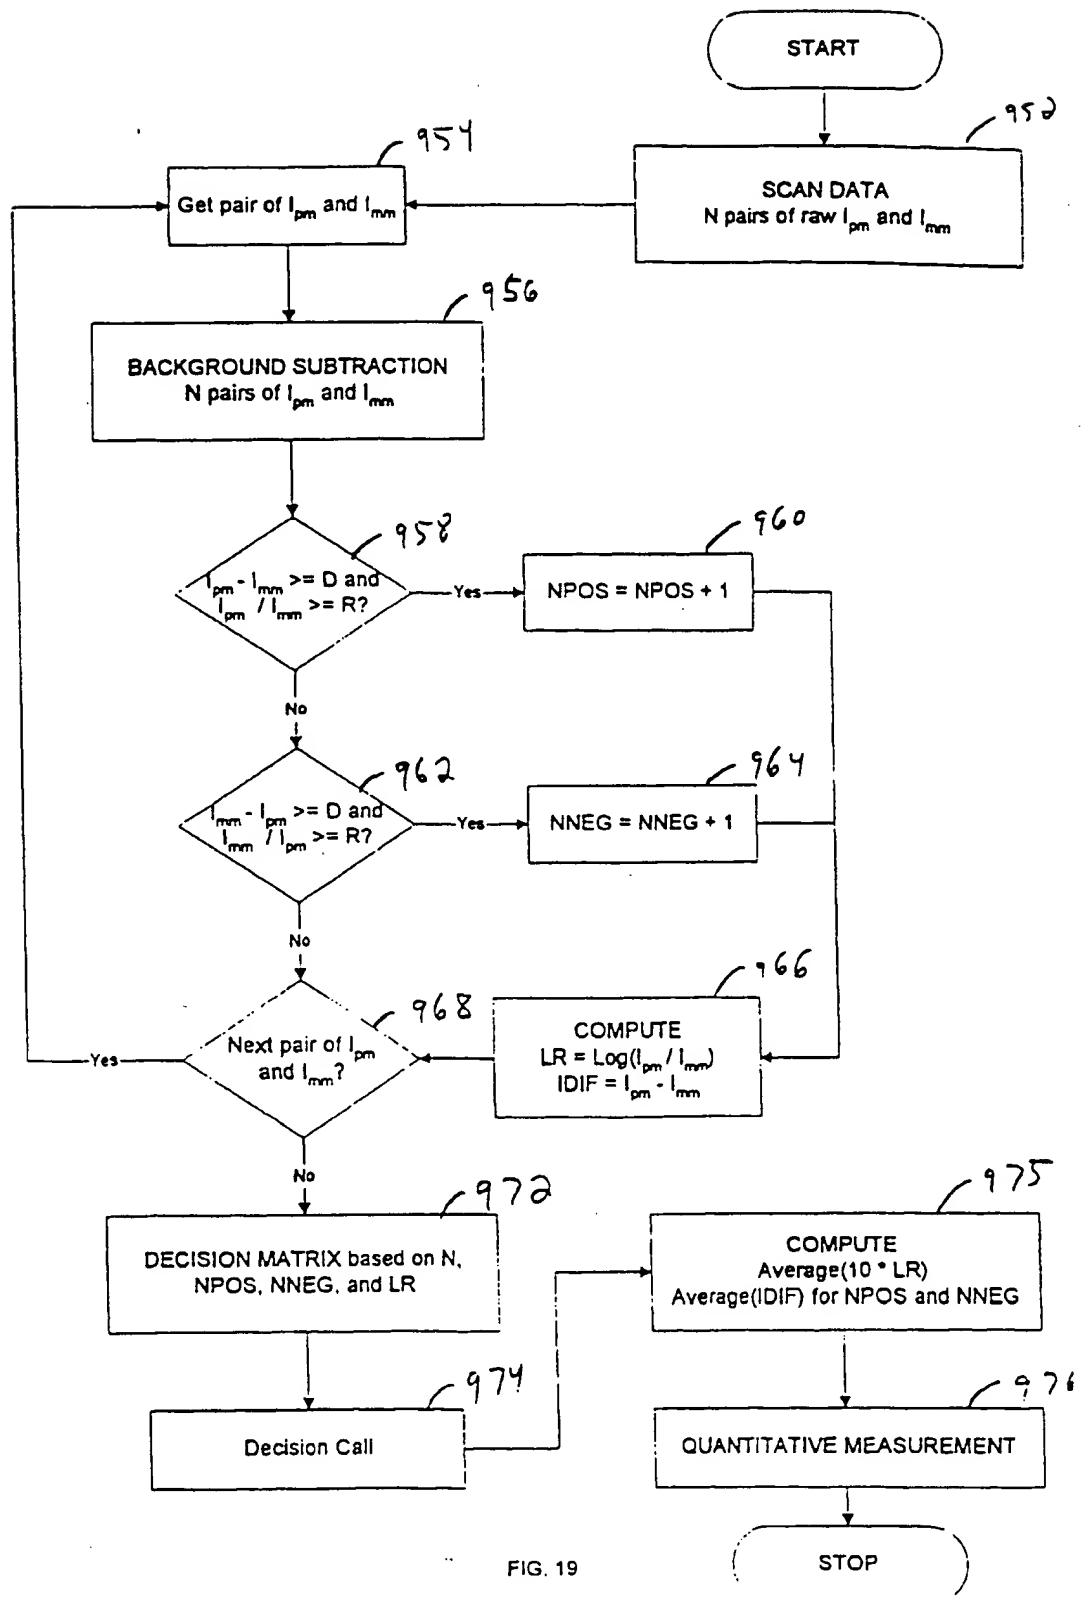 START
952
SCAN DATA
N pairs of raw Ipm and Imm
954
Get pair of Ipm and Imm
956
BACKGROUND SUBTRACTION
N pairs of Ipm and Imm
958
Ipm - Imm >= D and
Ipm / Imm >= R?
Yes
960
NPOS = NPOS + 1
No
962
Imm - Ipm >= D and
Imm / Ipm >= R?
Yes
964
NNEG = NNEG + 1
No
966
COMPUTE
LR = Log(Ipm / Imm)
IDIF = Ipm - Imm
968
Next pair of Ipm
and Imm?
Yes
No
972
DECISION MATRIX based on N,
NPOS, NNEG, and LR
974
Decision Call
975
COMPUTE
Average(10 * LR)
Average(IDIF) for NPOS and NNEG
976
QUANTITATIVE MEASUREMENT
STOP
FIG. 19